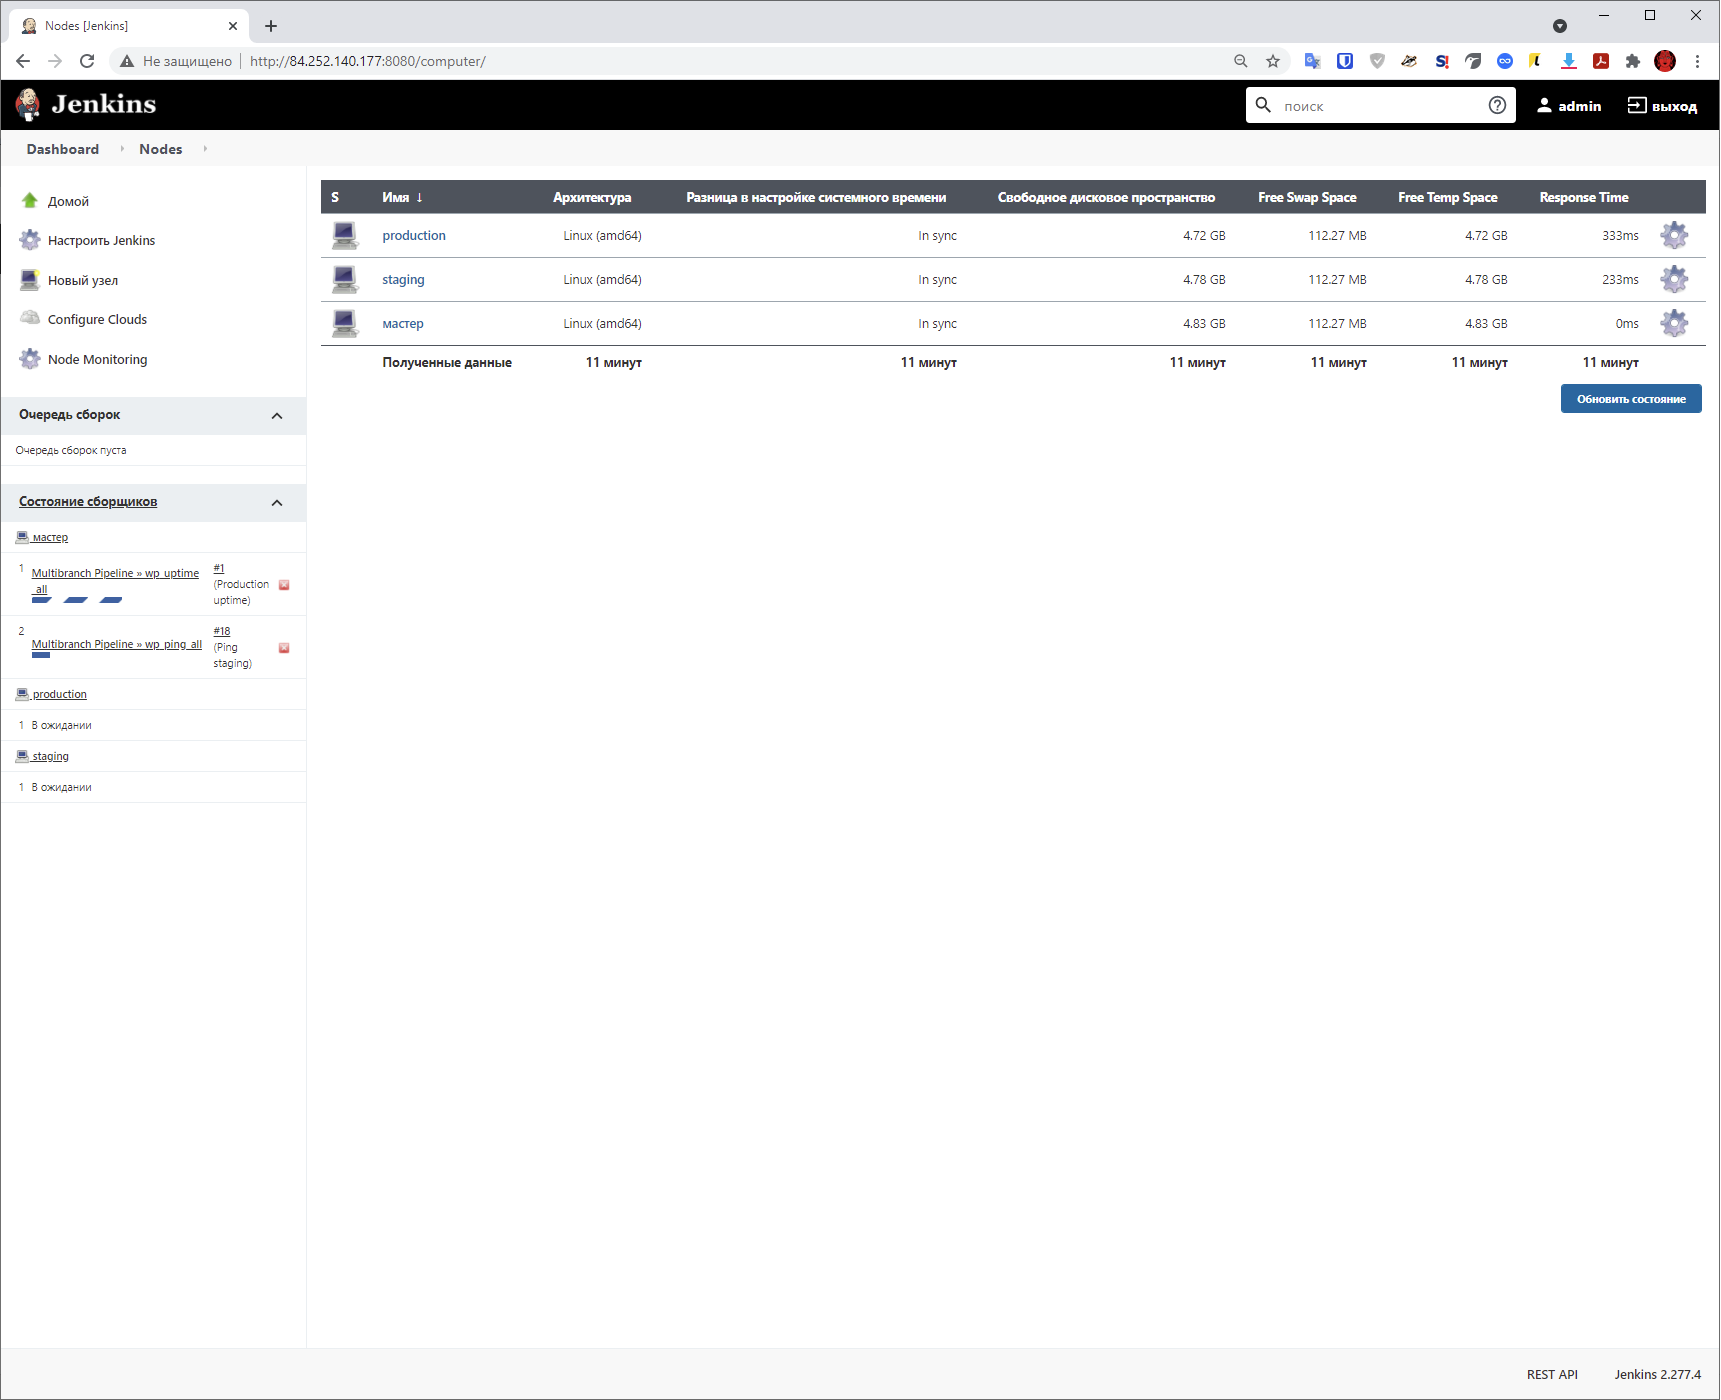 Nodes [Jenkins]
Не защищено
http://84.252.140.177:8080/computer/
Jenkins
поиск
admin
выход
Dashboard
Nodes
Домой
Настроить Jenkins
Новый узел
Configure Clouds
Node Monitoring
Очередь сборок
Очередь сборок пуста
Состояние сборщиков
мастер
1 Multibranch Pipeline » wp_uptime
_all
#1
(Production
uptime)
2 Multibranch Pipeline » wp_ping_all
#18
(Ping
staging)
production
1 В ожидании
staging
1 В ожидании
S Имя ↓ Архитектура Разница в настройке системного времени Свободное дисковое пространство Free Swap Space Free Temp Space Response Time
production Linux (amd64) In sync 4.72 GB 112.27 MB 4.72 GB 333ms
staging Linux (amd64) In sync 4.78 GB 112.27 MB 4.78 GB 233ms
мастер Linux (amd64) In sync 4.83 GB 112.27 MB 4.83 GB 0ms
Полученные данные 11 минут 11 минут 11 минут 11 минут 11 минут 11 минут
Обновить состояние
REST API
Jenkins 2.277.4